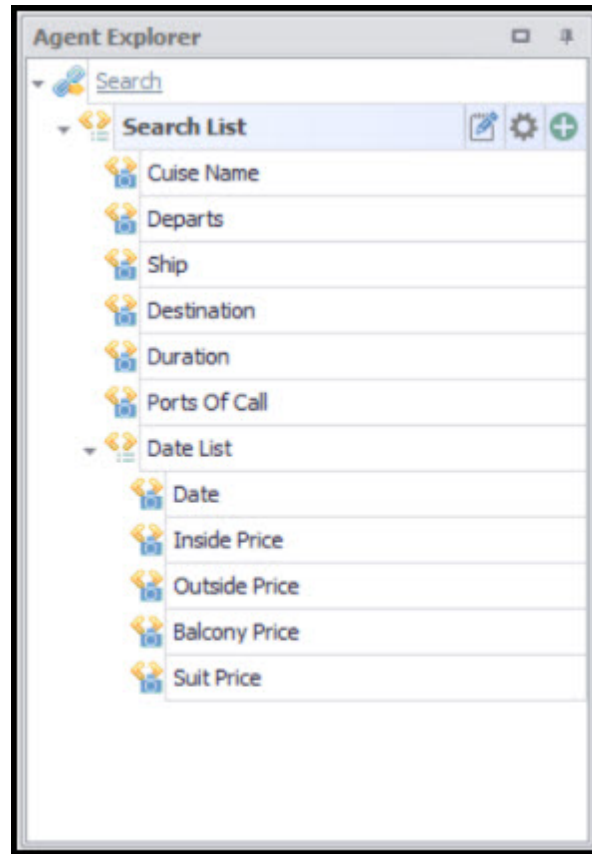 Agent Explorer
Search
Search List
Cuise Name
Departs
Ship
Destination
Duration
Ports Of Call
Date List
Date
Inside Price
Outside Price
Balcony Price
Suit Price